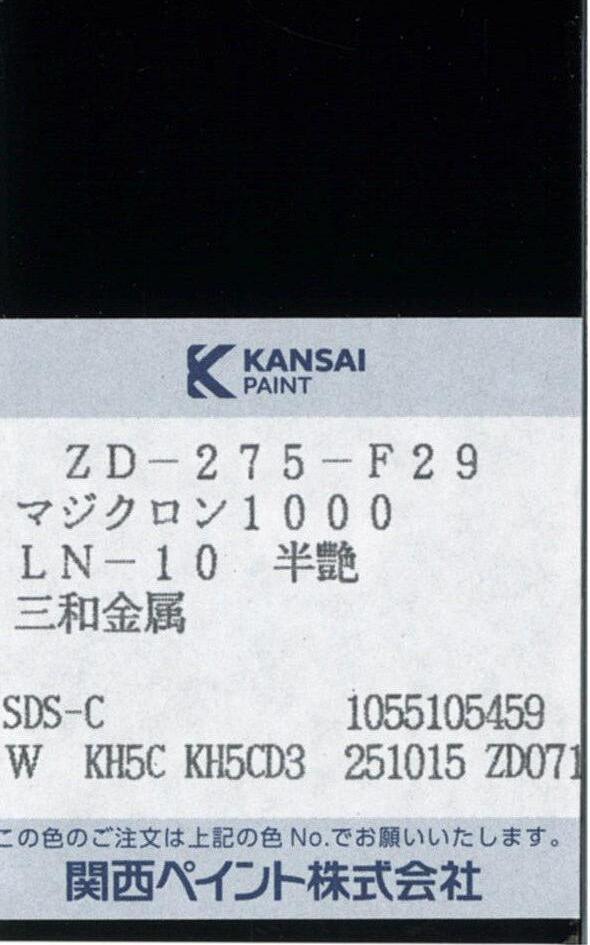 KANSAI
PAINT
ZD-275-F29
マジクロン1000
LN-10 半艶
三和金属
SDS-C 1055105459
W KH5C KH5CD3 251015 ZD071
この色のご注文は上記の色 No.でお願いいたします。
関西ペイント株式会社